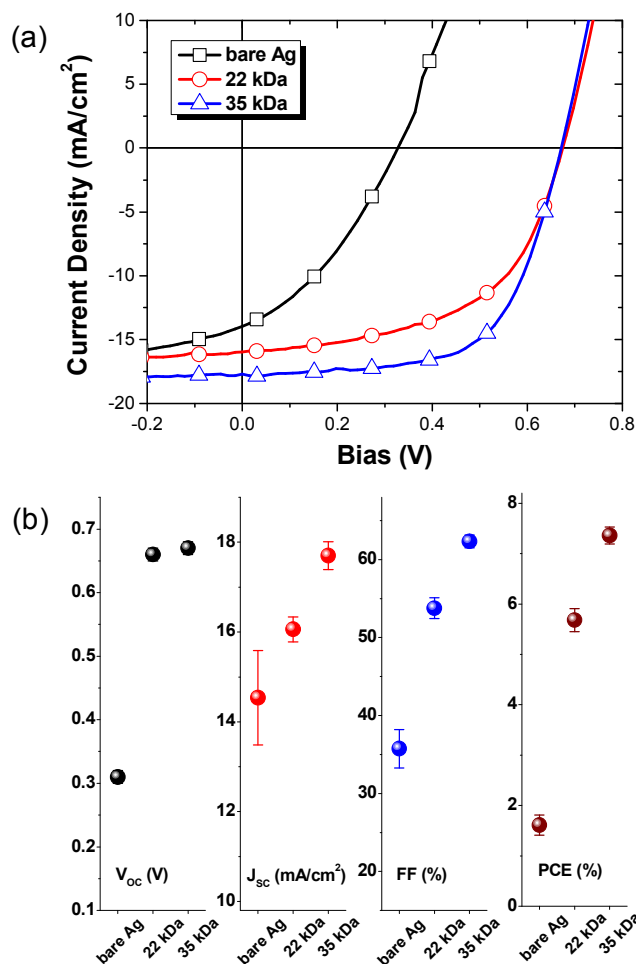 (a)
bare Ag
22 kDa
35 kDa
10
5
0
-5
-10
-15
-20
Current Density (mA/cm²)
-0.2 0.0 0.2 0.4 0.6 0.8
Bias (V)
(b)
0.7
0.6
0.5
0.4
0.3
0.2
0.1
V_OC (V)
bare Ag 22 kDa 35 kDa
18
16
14
12
10
J_SC (mA/cm²)
bare Ag 22 kDa 35 kDa
60
50
40
30
20
FF (%)
bare Ag 22 kDa 35 kDa
8
6
4
2
0
PCE (%)
bare Ag 22 kDa 35 kDa